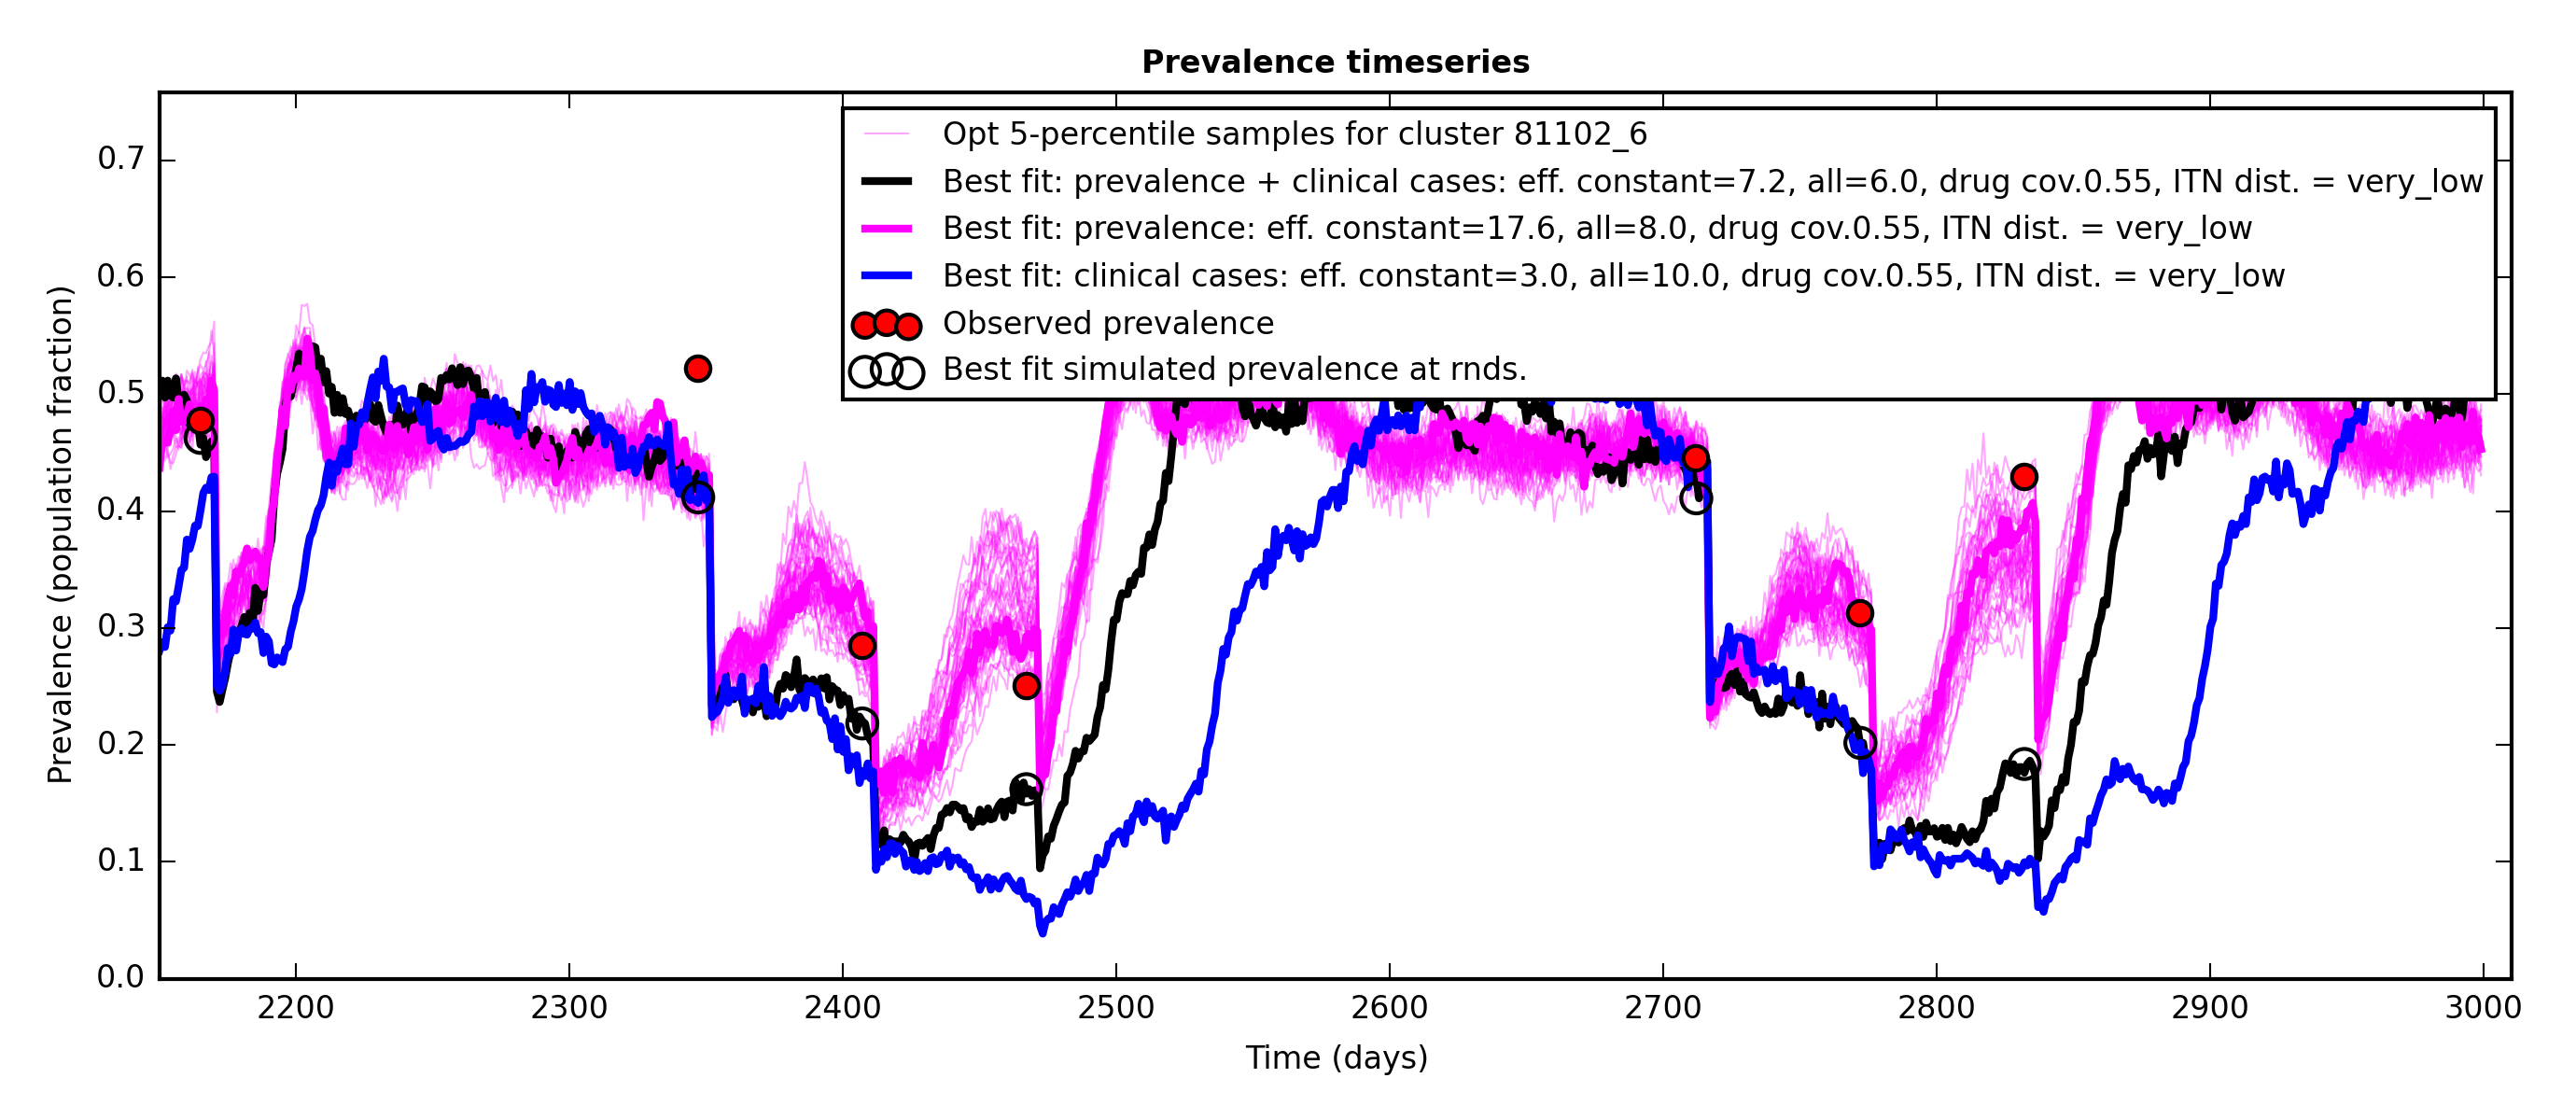 Prevalence timeseries
Opt 5-percentile samples for cluster 81102_6
Best fit: prevalence + clinical cases: eff. constant=7.2, all=6.0, drug cov.0.55, ITN dist. = very_low
Best fit: prevalence: eff. constant=17.6, all=8.0, drug cov.0.55, ITN dist. = very_low
Best fit: clinical cases: eff. constant=3.0, all=10.0, drug cov.0.55, ITN dist. = very_low
Observed prevalence
Best fit simulated prevalence at rnds.
Prevalence (population fraction)
0.7
0.6
0.5
0.4
0.3
0.2
0.1
0.0
2200 2300 2400 2500 2600 2700 2800 2900 3000
Time (days)